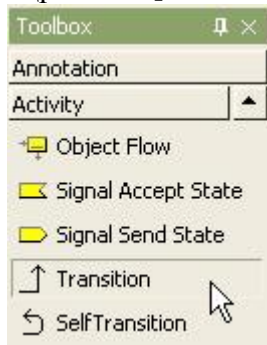 Toolbox
Annotation
Activity
Object Flow
Signal Accept State
Signal Send State
Transition
SelfTransition